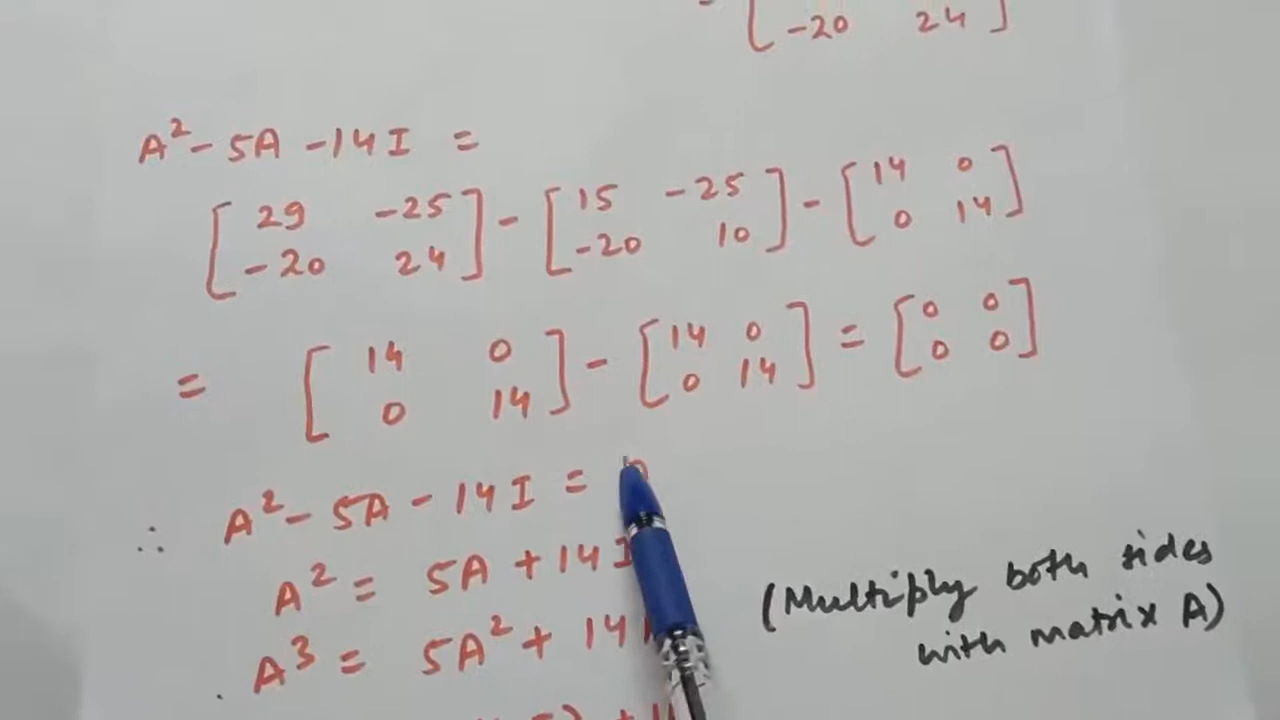 -20 24 ]
A² - 5A - 14I =
[ 29 -25 ] - [ 15 -25 ] - [ 14 0 ]
[ -20 24 ] [ -20 10 ] [ 0 14 ]
= [ 14 0 ] - [ 14 0 ] = [ 0 0 ]
[ 0 14 ] [ 0 14 ] [ 0 0 ]
∴ A² - 5A - 14I =
A² = 5A + 14I
A³ = 5A² + 14
(Multiply both sides
with matrix A)